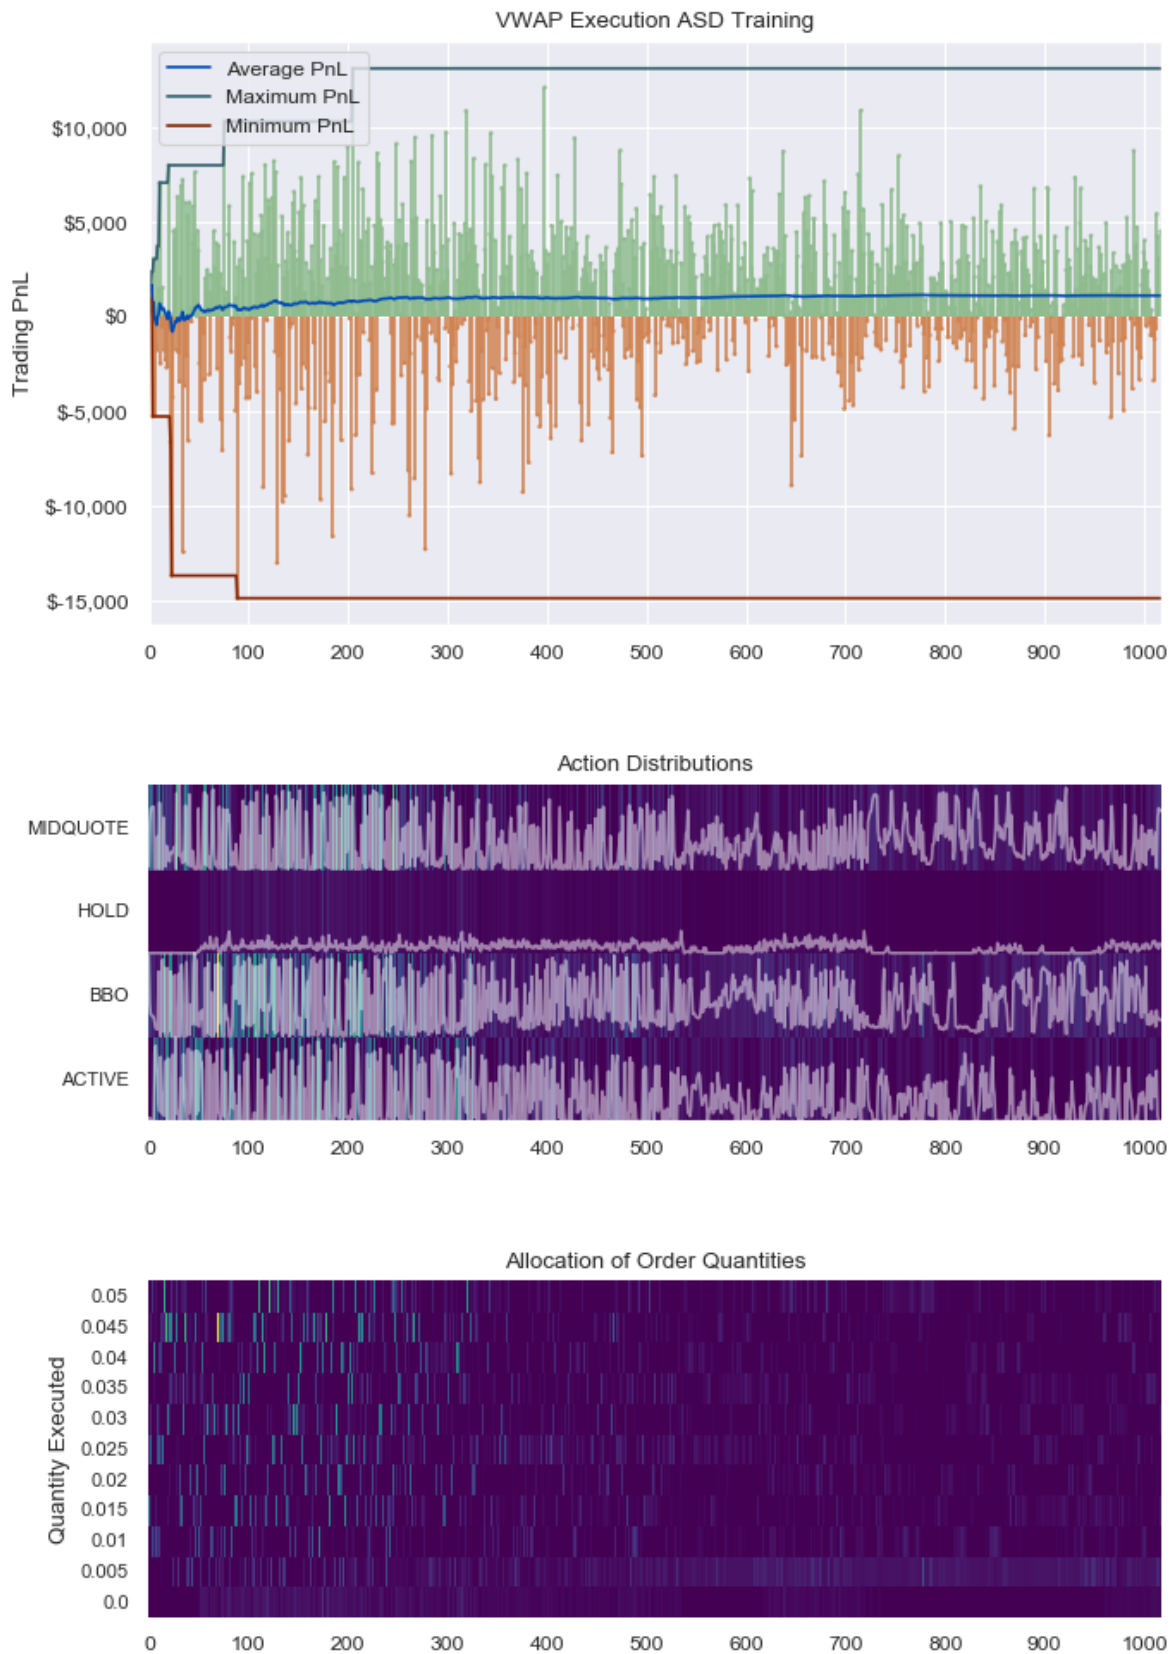 VWAP Execution ASD Training
Average PnL
Maximum PnL
Minimum PnL
Trading PnL
$10,000
$5,000
$0
$-5,000
$-10,000
$-15,000
0 100 200 300 400 500 600 700 800 900 1000
Action Distributions
MIDQUOTE
HOLD
BBO
ACTIVE
0 100 200 300 400 500 600 700 800 900 1000
Allocation of Order Quantities
Quantity Executed
0.05
0.045
0.04
0.035
0.03
0.025
0.02
0.015
0.01
0.005
0.0
0 100 200 300 400 500 600 700 800 900 1000